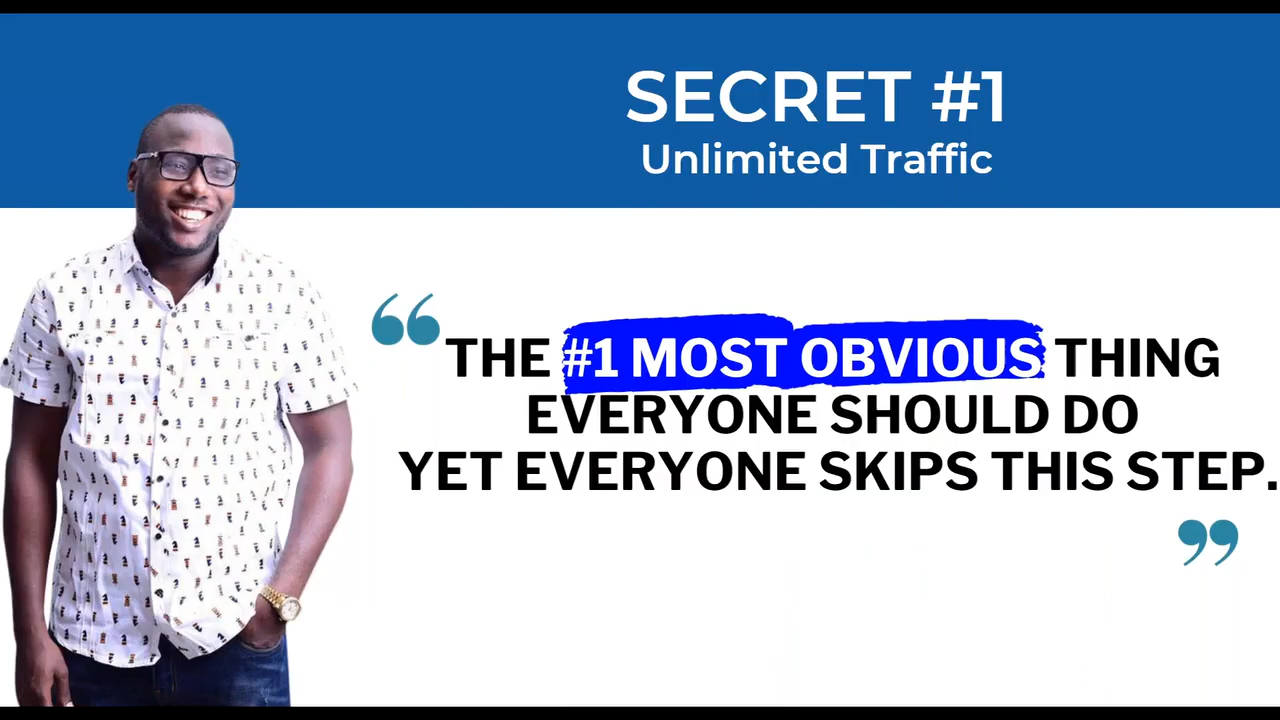 SECRET #1
Unlimited Traffic
“THE #1 MOST OBVIOUS THING
EVERYONE SHOULD DO
YET EVERYONE SKIPS THIS STEP.
”